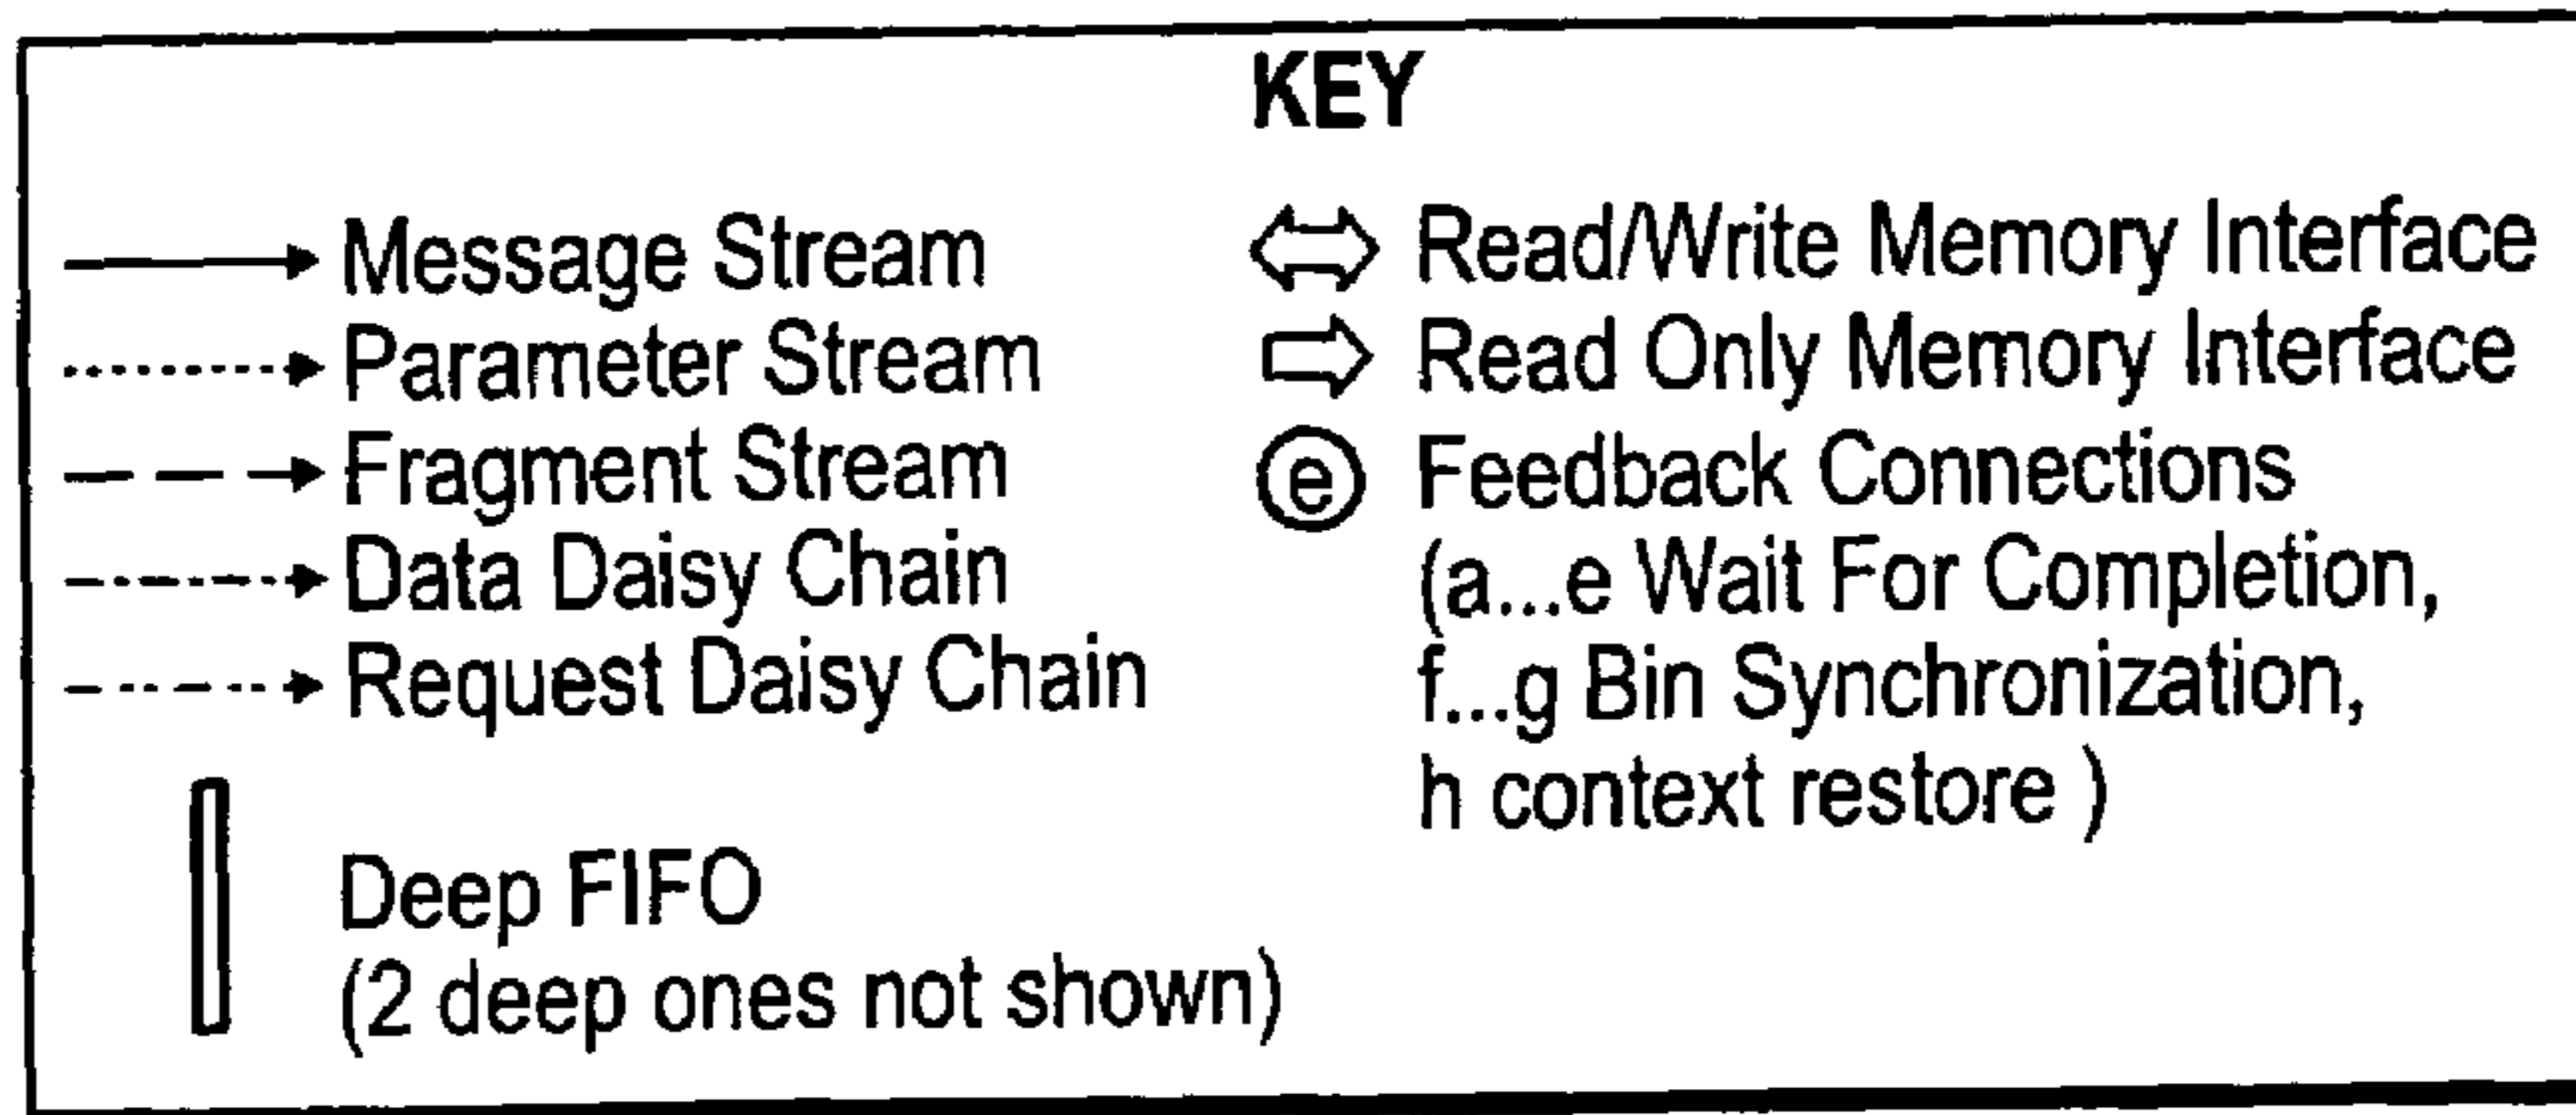 KEY
Message Stream
Parameter Stream
Fragment Stream
Data Daisy Chain
Request Daisy Chain
Deep FIFO
(2 deep ones not shown)
Read/Write Memory Interface
Read Only Memory Interface
e Feedback Connections
(a...e Wait For Completion,
f...g Bin Synchronization,
h context restore )